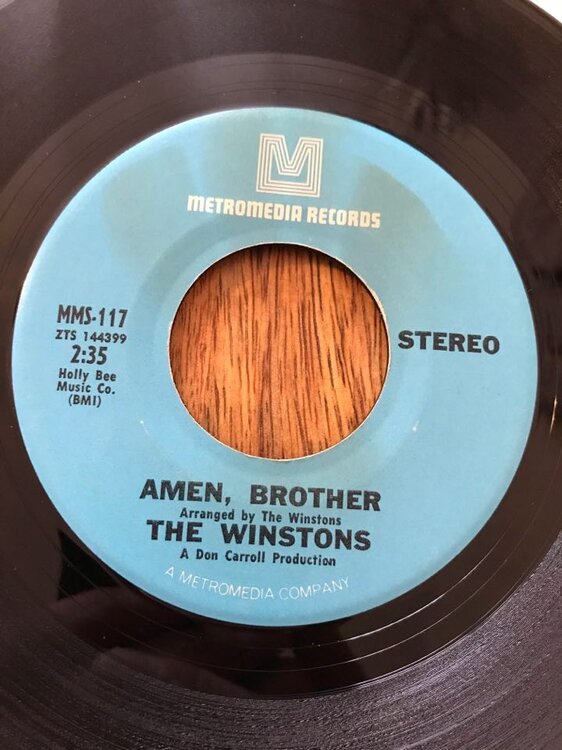 M
METROMEDIA RECORDS
MMS-117
ZTS 144399
2:35
Holly Bee
Music Co.
(BMI)
STEREO
AMEN, BROTHER
Arranged by The Winstons
THE WINSTONS
A Don Carroll Production
A METROMEDIA COMPANY